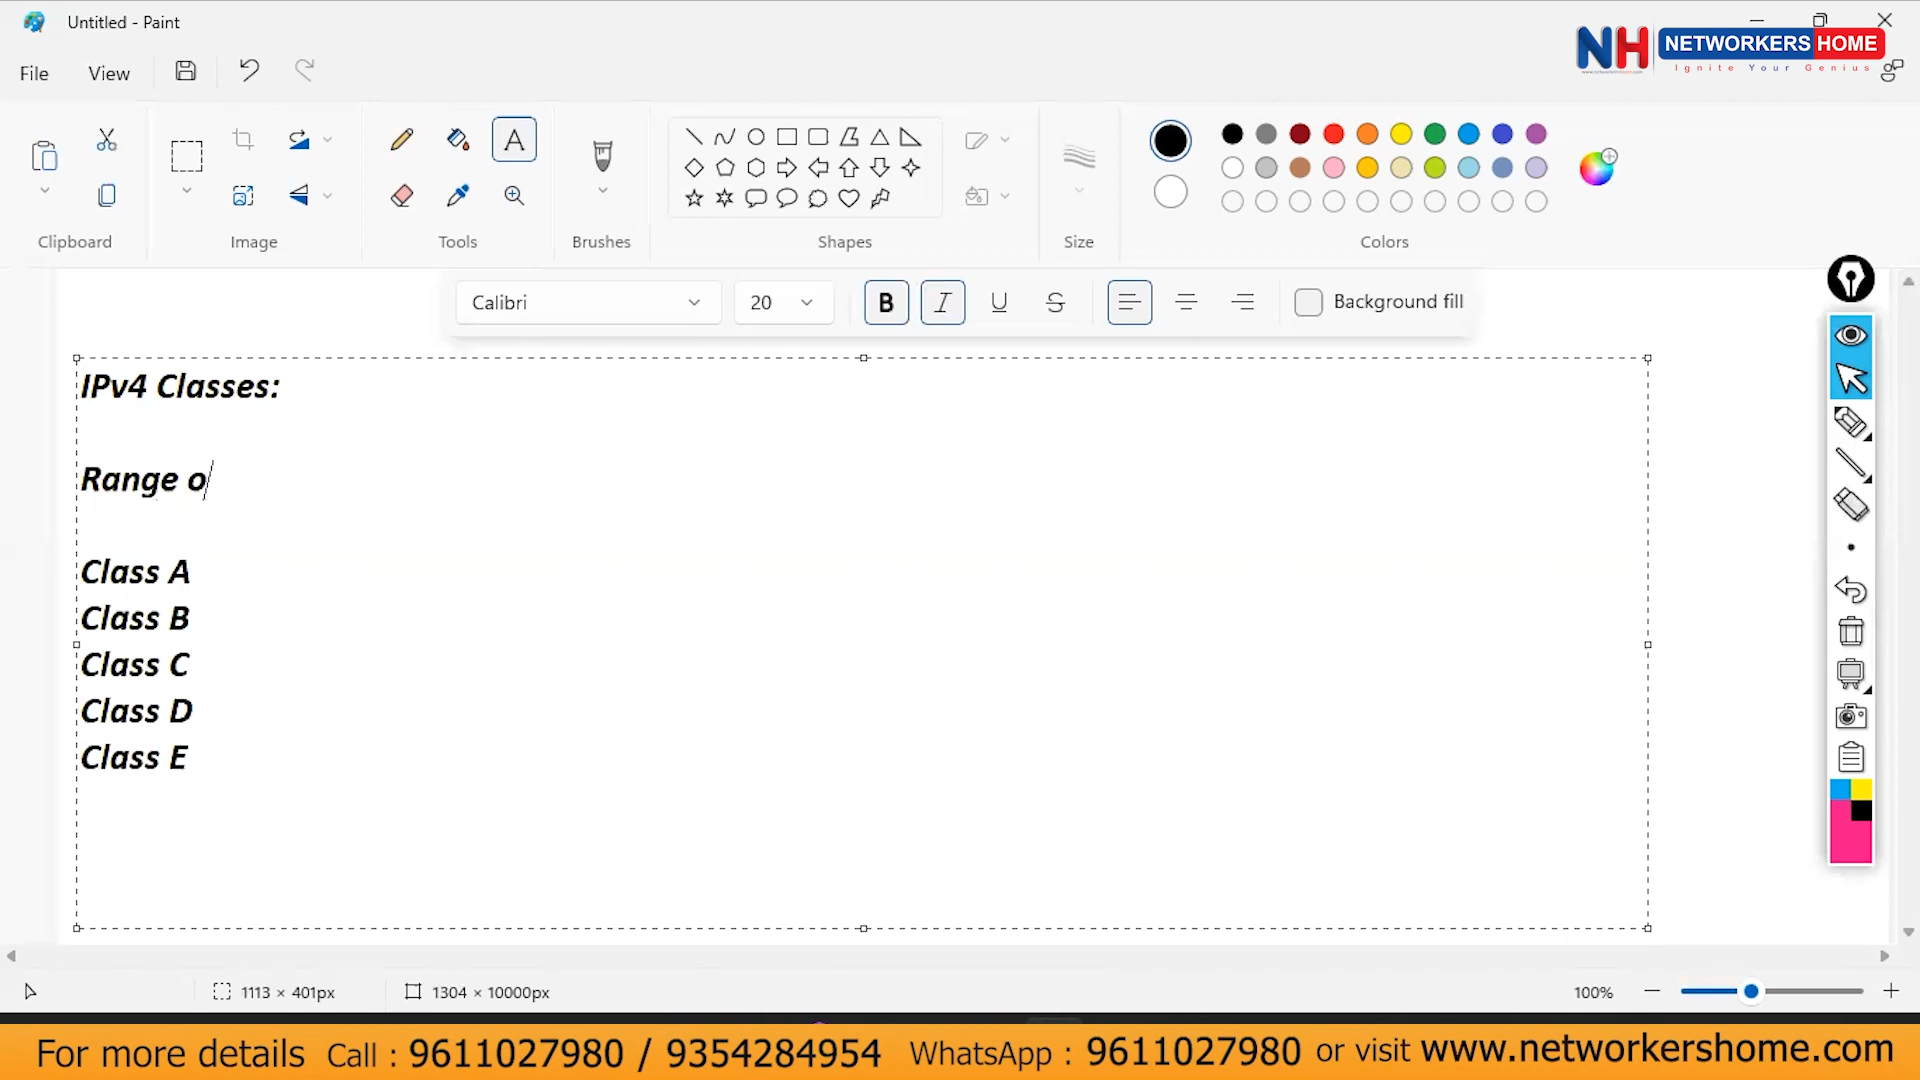 Untitled - Paint
NH NETWORKERS HOME
Ignite Your Genius
File View
Clipboard
Image
Tools
Brushes
Shapes
Size
Colors
Calibri 20 B I U S Background fill
IPv4 Classes:
Range o
Class A
Class B
Class C
Class D
Class E
1113 × 401px
1304 × 10000px
100%
For more details Call : 9611027980 / 9354284954 WhatsApp : 9611027980 or visit www.networkershome.com